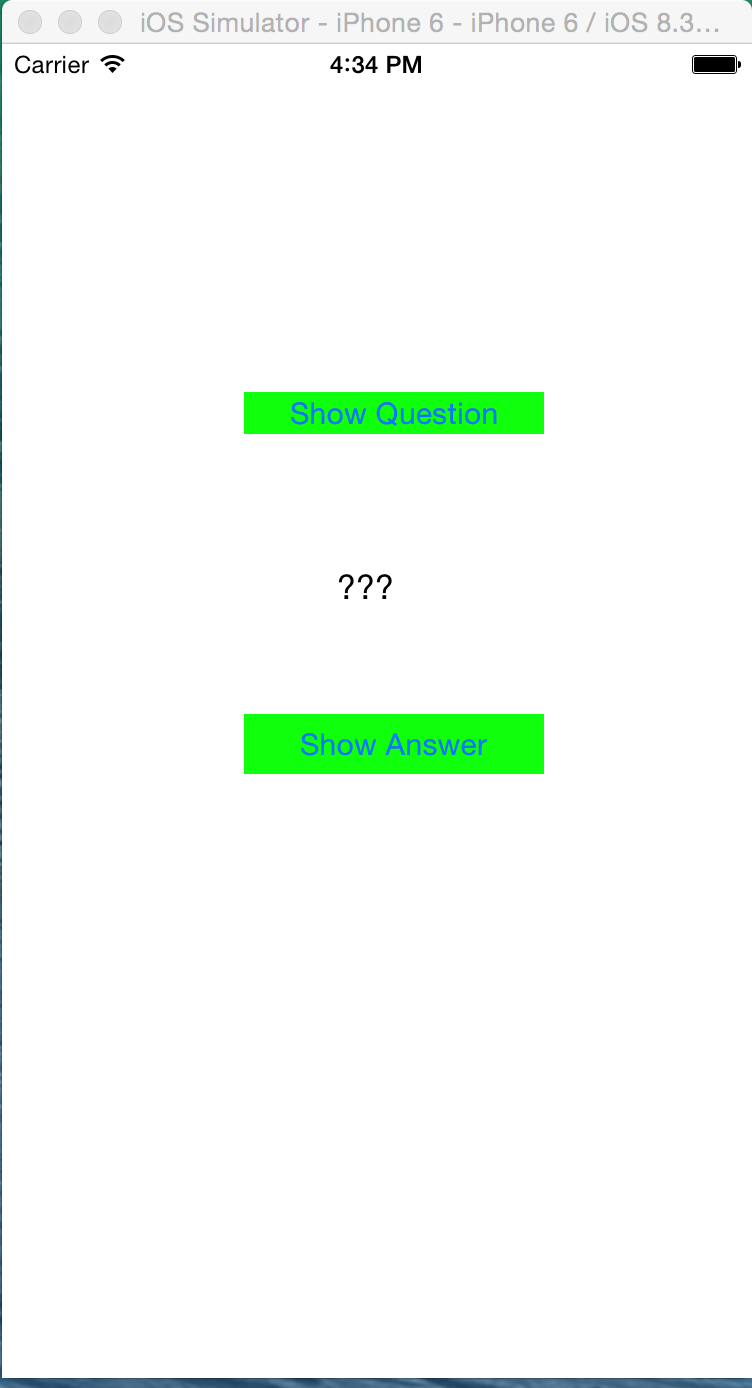 iOS Simulator - iPhone 6 - iPhone 6 / iOS 8.3...
Carrier 4:34 PM
Show Question
???
Show Answer